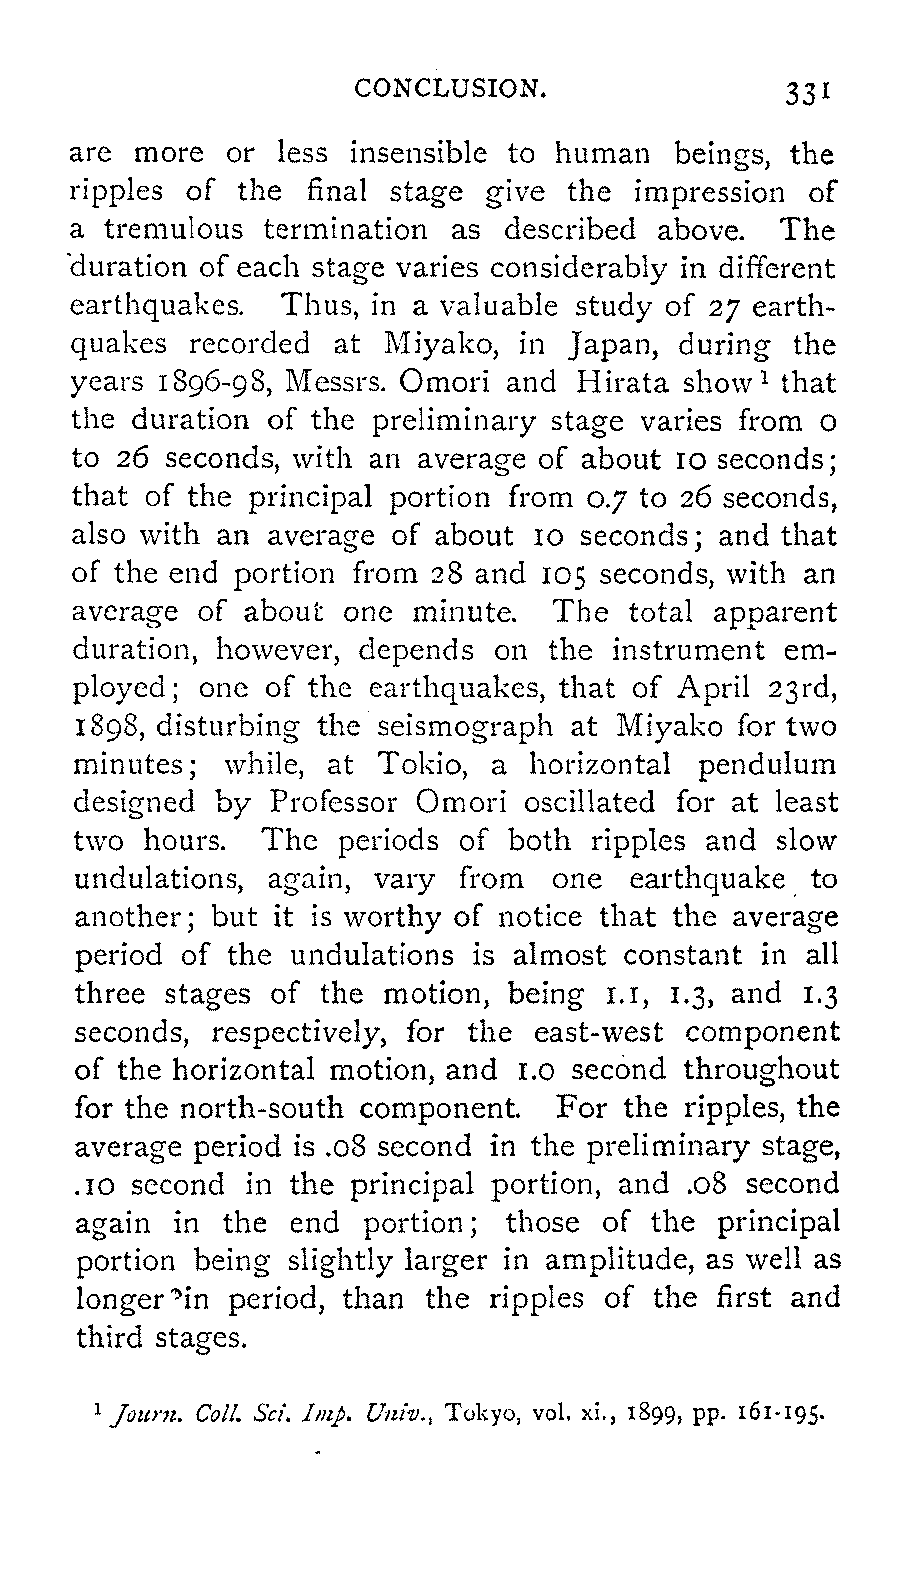 CONCLUSION. 331
are more or less insensible to human beings, the
ripples of the final stage give the impression of
a tremulous termination as described above. The
duration of each stage varies considerably in different
earthquakes. Thus, in a valuable study of 27 earth-
quakes recorded at Miyako, in Japan, during the
years 1896-98, Messrs. Omori and Hirata show¹ that
the duration of the preliminary stage varies from 0
to 26 seconds, with an average of about 10 seconds;
that of the principal portion from 0.7 to 26 seconds,
also with an average of about 10 seconds; and that
of the end portion from 28 and 105 seconds, with an
average of about one minute. The total apparent
duration, however, depends on the instrument em-
ployed; one of the earthquakes, that of April 23rd,
1898, disturbing the seismograph at Miyako for two
minutes; while, at Tokio, a horizontal pendulum
designed by Professor Omori oscillated for at least
two hours. The periods of both ripples and slow
undulations, again, vary from one earthquake to
another; but it is worthy of notice that the average
period of the undulations is almost constant in all
three stages of the motion, being 1.1, 1.3, and 1.3
seconds, respectively, for the east-west component
of the horizontal motion, and 1.0 second throughout
for the north-south component. For the ripples, the
average period is .08 second in the preliminary stage,
.10 second in the principal portion, and .08 second
again in the end portion; those of the principal
portion being slightly larger in amplitude, as well as
longer in period, than the ripples of the first and
third stages.
¹ Journ. Coll. Sci. Imp. Univ., Tokyo, vol. xi., 1899, pp. 161-195.